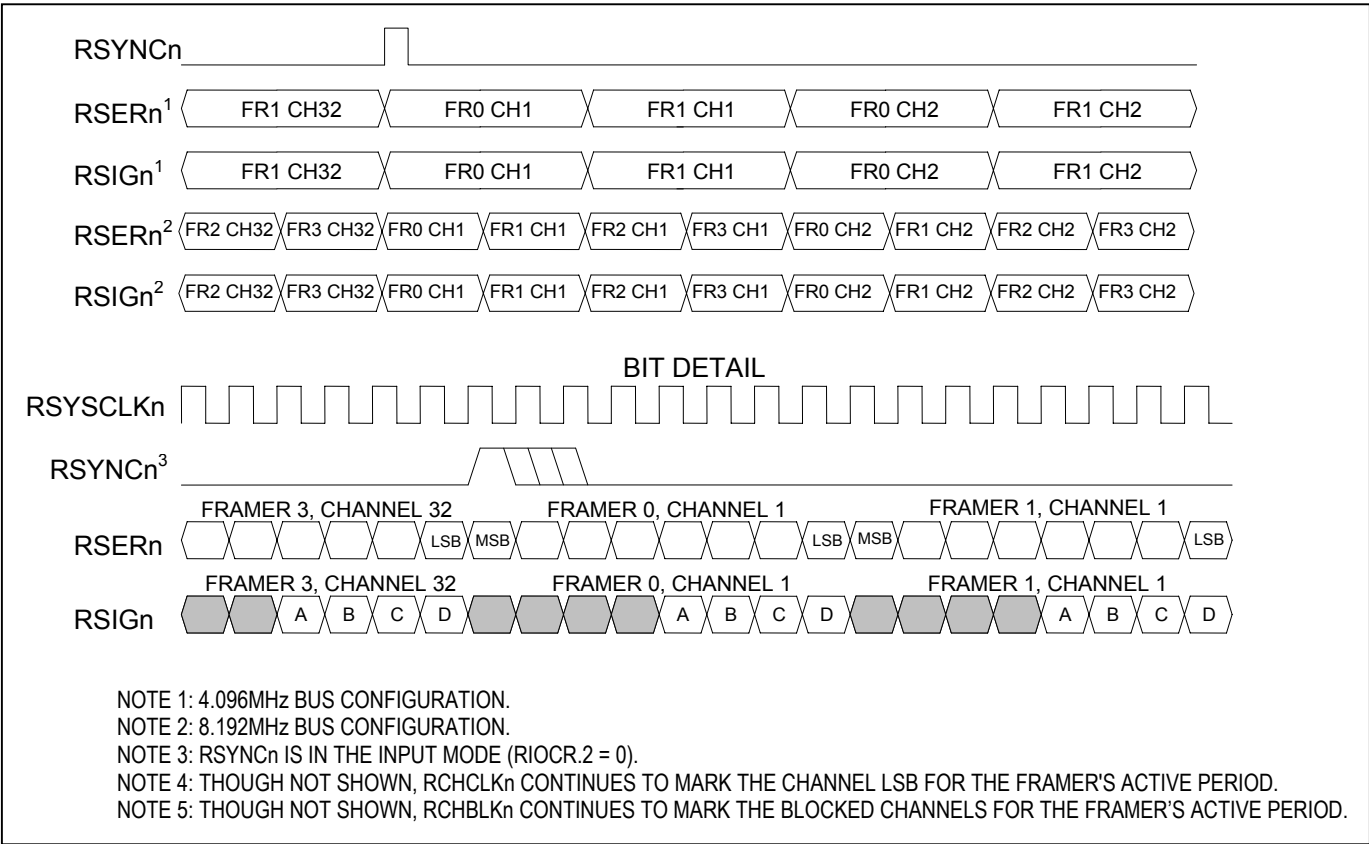 RSYNCn
RSERn1 FR1 CH32 FR0 CH1 FR1 CH1 FR0 CH2 FR1 CH2
RSIGn1 FR1 CH32 FR0 CH1 FR1 CH1 FR0 CH2 FR1 CH2
RSERn2 FR2 CH32 FR3 CH32 FR0 CH1 FR1 CH1 FR2 CH1 FR3 CH1 FR0 CH2 FR1 CH2 FR2 CH2 FR3 CH2
RSIGn2 FR2 CH32 FR3 CH32 FR0 CH1 FR1 CH1 FR2 CH1 FR3 CH1 FR0 CH2 FR1 CH2 FR2 CH2 FR3 CH2
BIT DETAIL
RSYSCLKn
RSYNCn3
FRAMER 3, CHANNEL 32 FRAMER 0, CHANNEL 1 FRAMER 1, CHANNEL 1
RSERn LSB MSB LSB MSB LSB
FRAMER 3, CHANNEL 32 FRAMER 0, CHANNEL 1 FRAMER 1, CHANNEL 1
RSIGn A B C D A B C D A B C D
NOTE 1: 4.096MHz BUS CONFIGURATION.
NOTE 2: 8.192MHz BUS CONFIGURATION.
NOTE 3: RSYNCn IS IN THE INPUT MODE (RIOCR.2 = 0).
NOTE 4: THOUGH NOT SHOWN, RCHCLKn CONTINUES TO MARK THE CHANNEL LSB FOR THE FRAMER'S ACTIVE PERIOD.
NOTE 5: THOUGH NOT SHOWN, RCHBLKn CONTINUES TO MARK THE BLOCKED CHANNELS FOR THE FRAMER’S ACTIVE PERIOD.